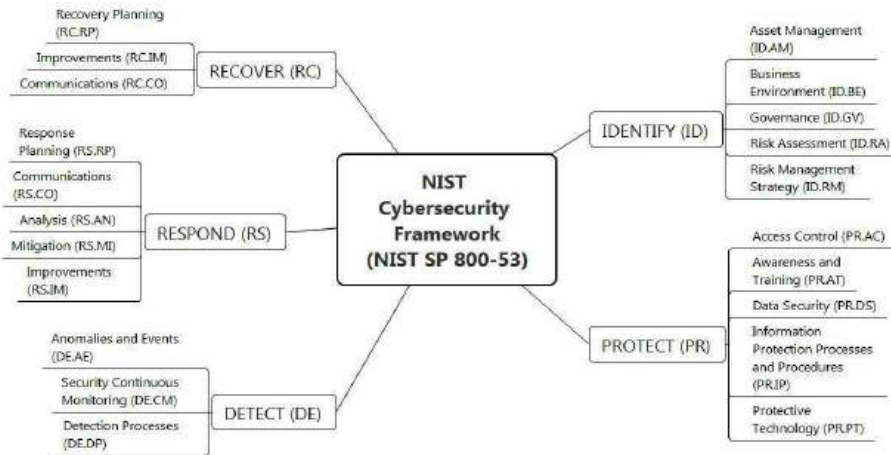 Recovery Planning
(RC.RP)
Improvements (RC.IM)
Communications (RC.CO)
RECOVER (RC)
Response
Planning (RS.RP)
Communications
(RS.CO)
Analysis (RS.AN)
Mitigation (RS.MI)
Improvements
(RS.IM)
RESPOND (RS)
Anomalies and Events
(DE.AE)
Security Continuous
Monitoring (DE.CM)
Detection Processes
(DE.DP)
DETECT (DE)
NIST
Cybersecurity
Framework
(NIST SP 800-53)
IDENTIFY (ID)
Asset Management
(ID.AM)
Business
Environment (ID.BE)
Governance (ID.GV)
Risk Assessment (ID.RA)
Risk Management
Strategy (ID.RM)
PROTECT (PR)
Access Control (PR.AC)
Awareness and
Training (PR.AT)
Data Security (PR.DS)
Information
Protection Processes
and Procedures
(PR.IP)
Protective
Technology (PR.PT)